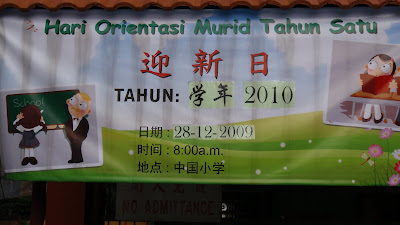 Hari Orientasi Murid Tahun Satu
迎新日
TAHUN: 学年 2010
School
日期 : 28-12-2009
时间 : 8:00a.m.
地点 : 中国小学
NO ADMITTANCE